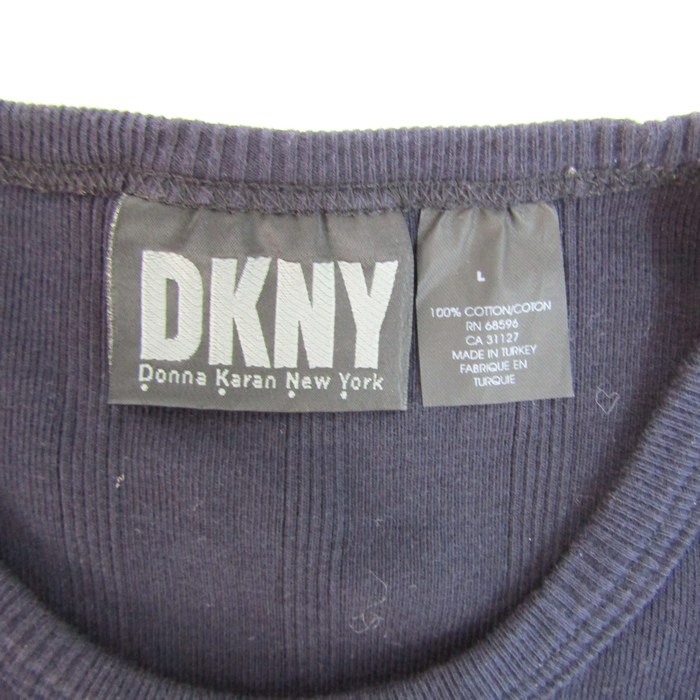 DKNY
Donna Karan New York
L
100% COTTON/COTON
RN 68596
CA 31127
MADE IN TURKEY
FABRIQUE EN
TURQUIE